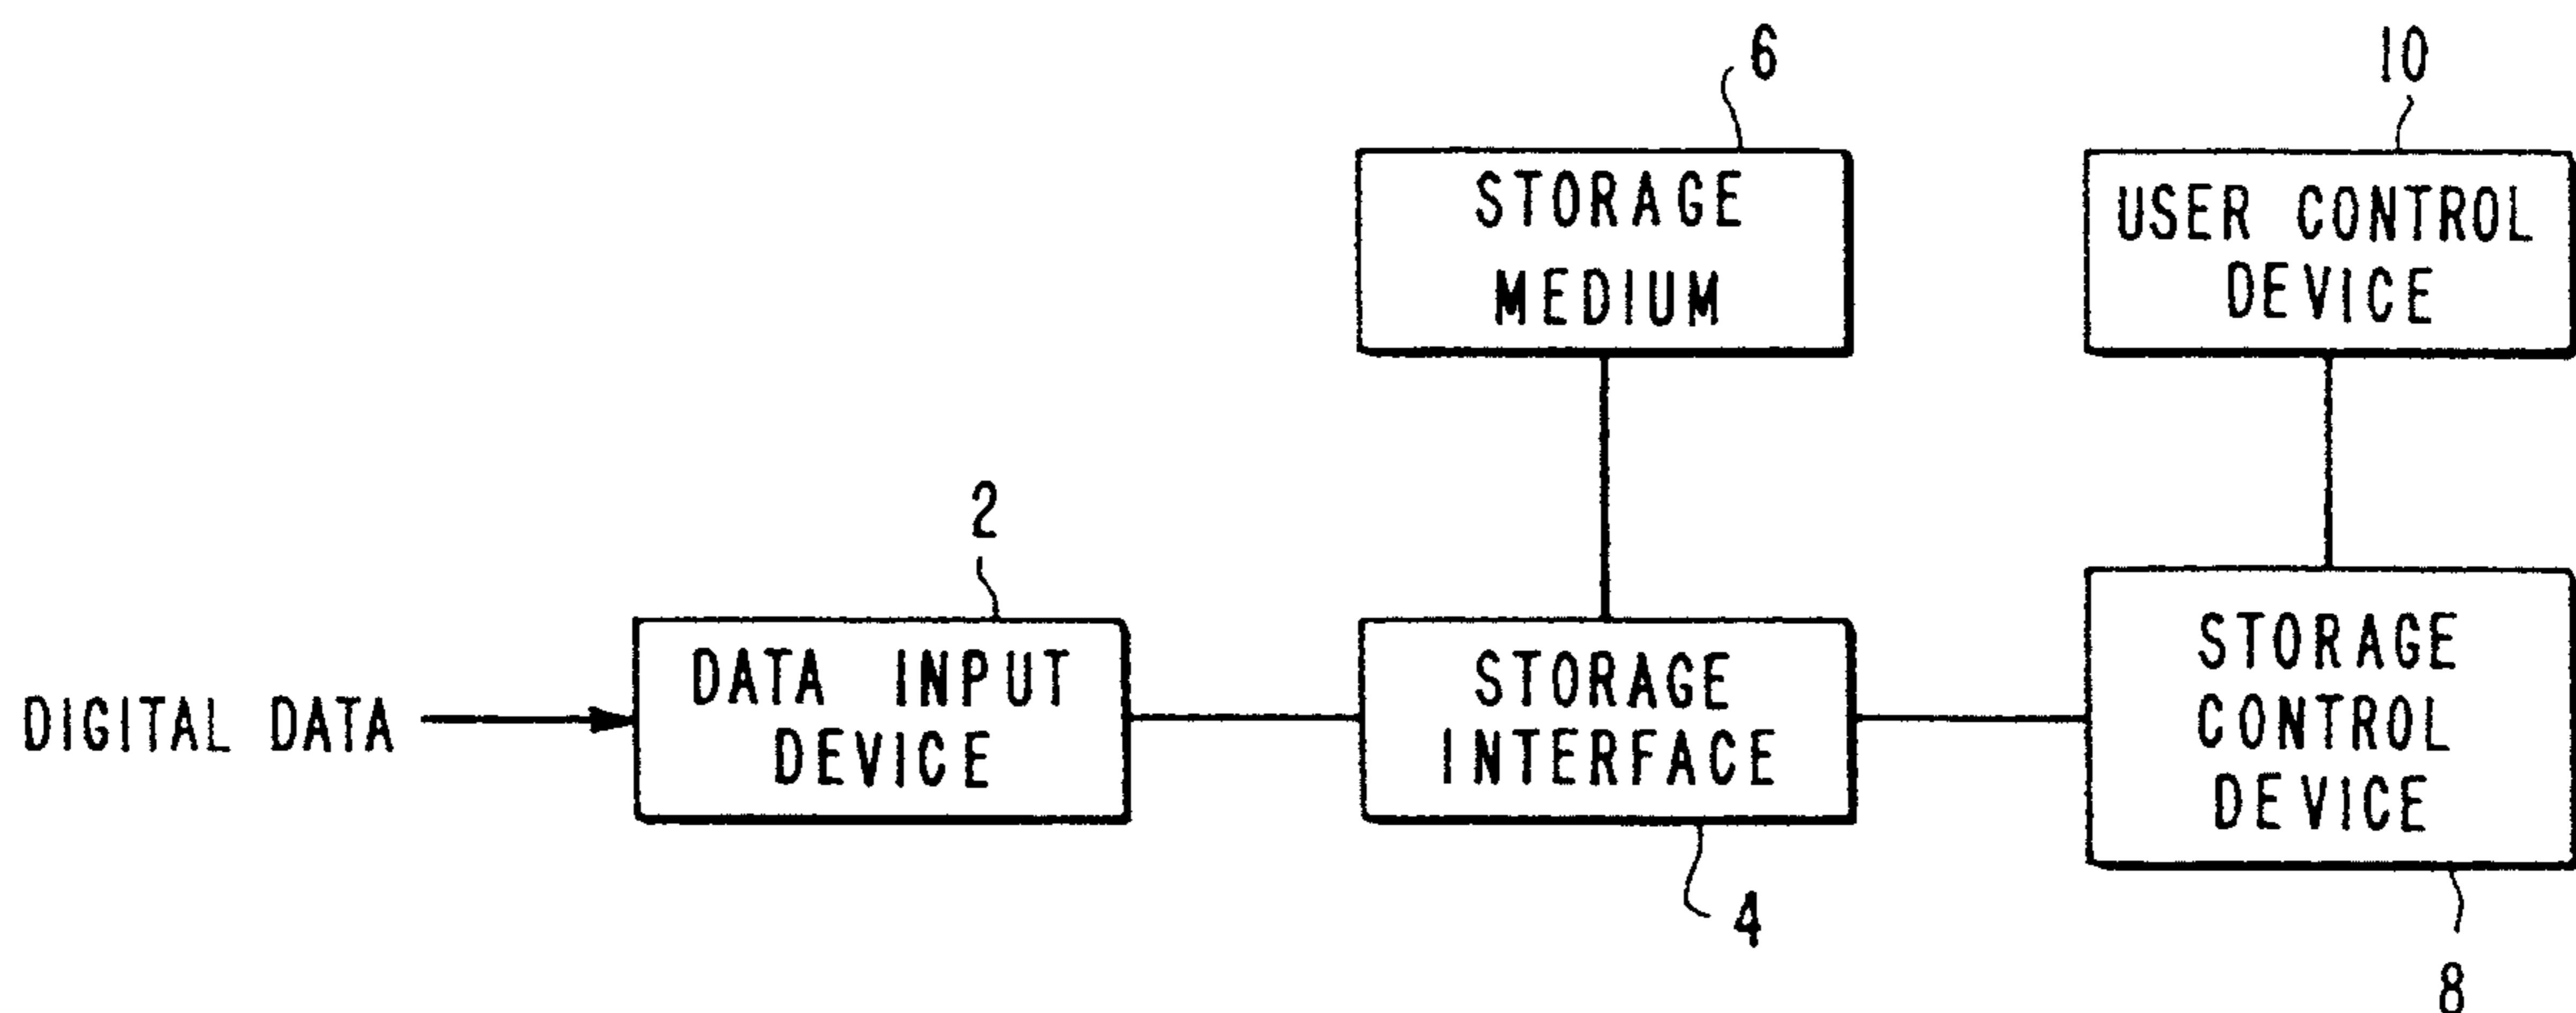 6
10
STORAGE
MEDIUM
USER CONTROL
DEVICE
2
DATA INPUT
DEVICE
STORAGE
INTERFACE
STORAGE
CONTROL
DEVICE
DIGITAL DATA
4
8